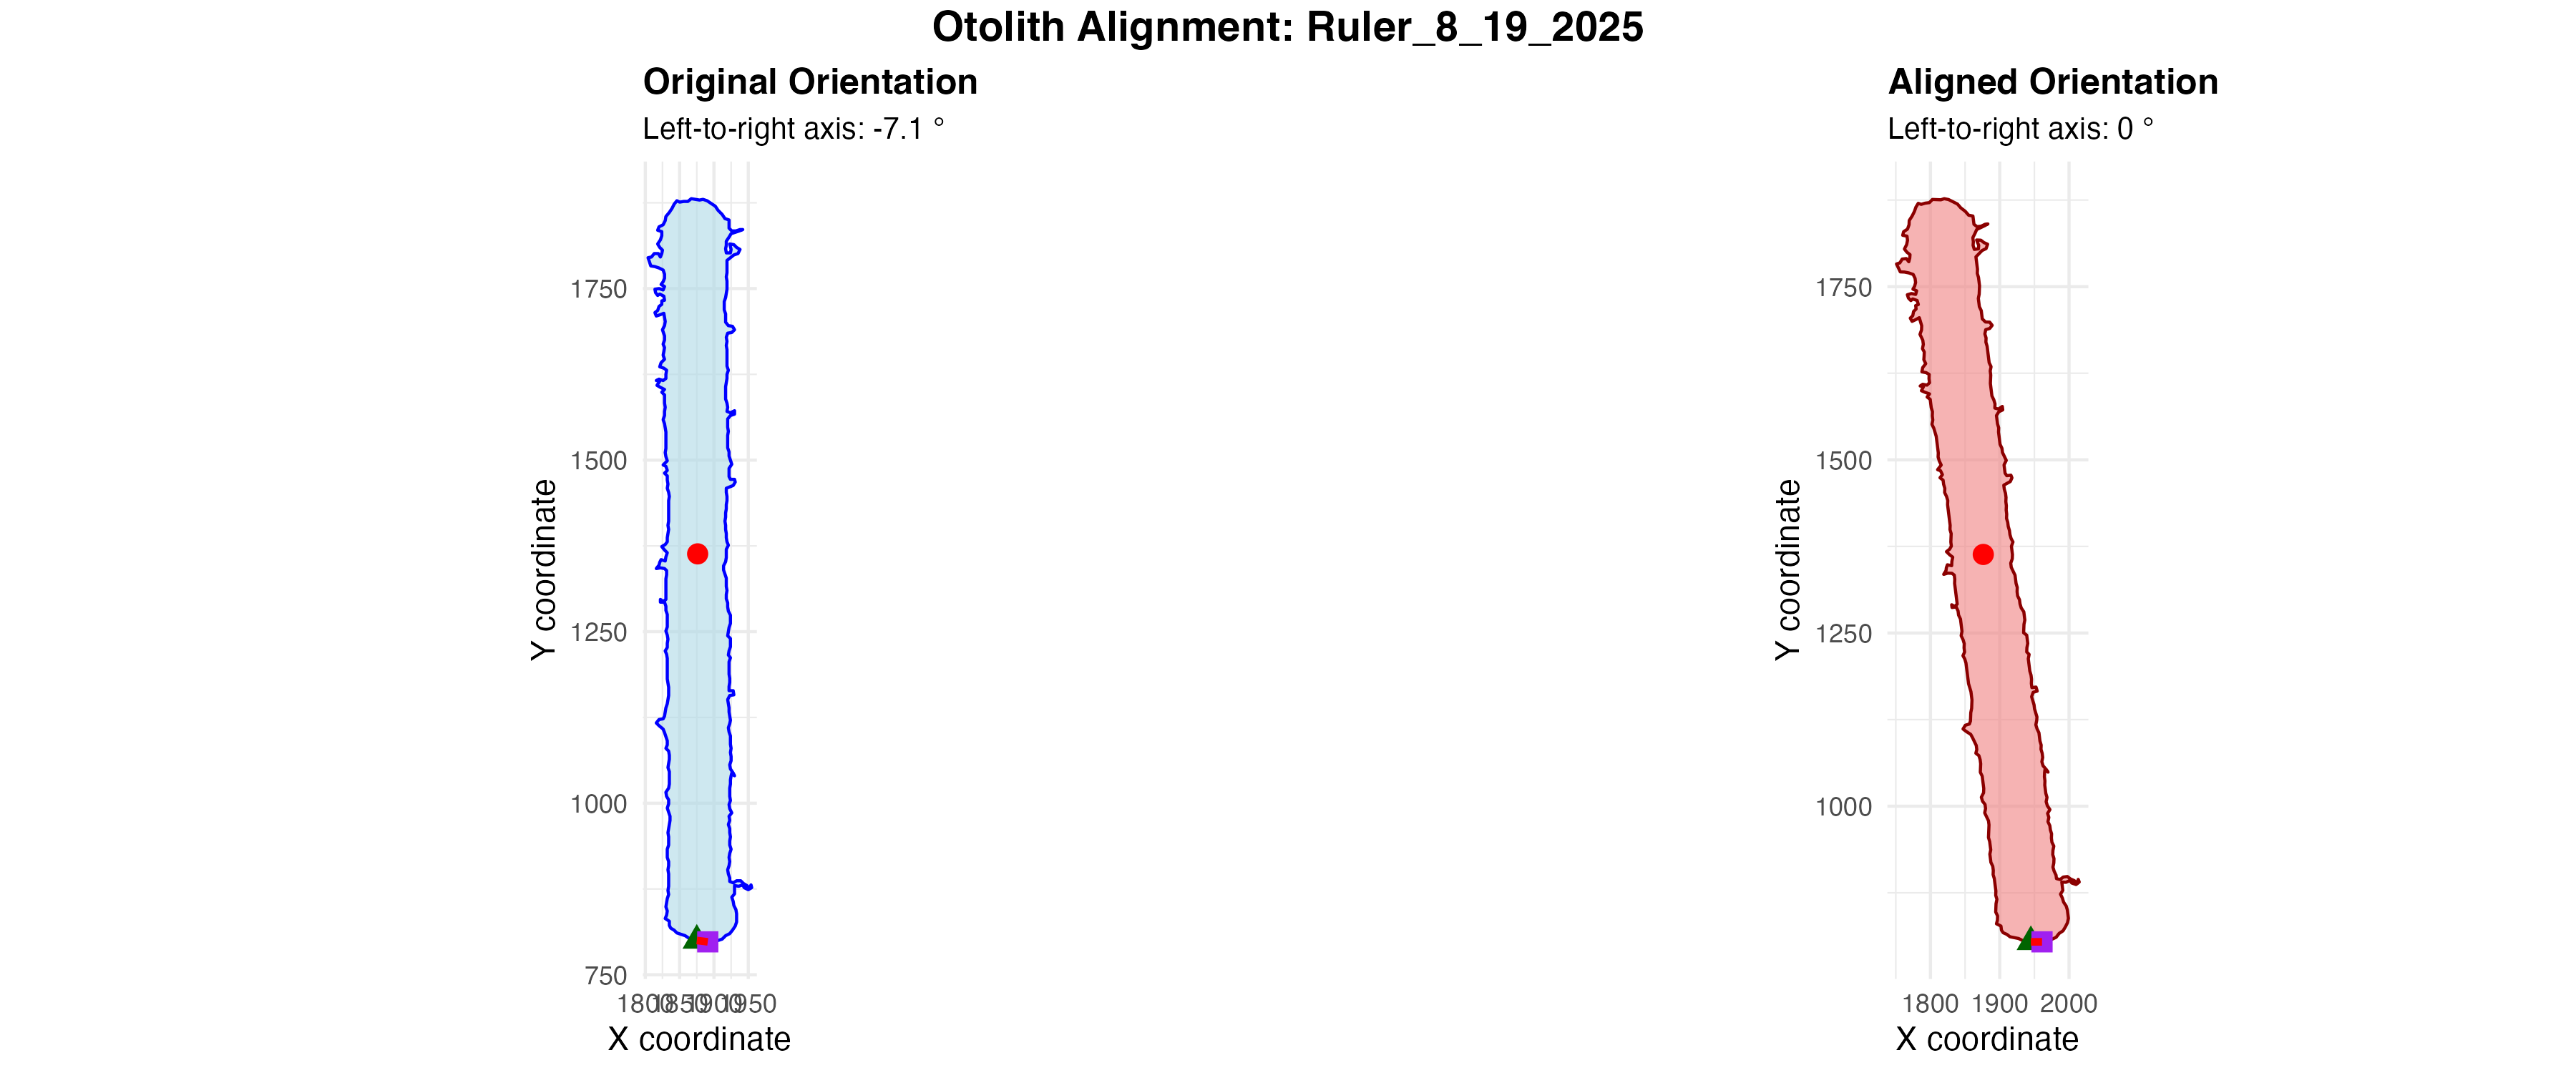 Otolith Alignment: Ruler_8_19_2025
Original Orientation
Left-to-right axis: -7.1 °
Y coordinate
1750
1500
1250
1000
750
1800 1850 1900 1950
X coordinate
Aligned Orientation
Left-to-right axis: 0 °
Y coordinate
1750
1500
1250
1000
1800 1900 2000
X coordinate